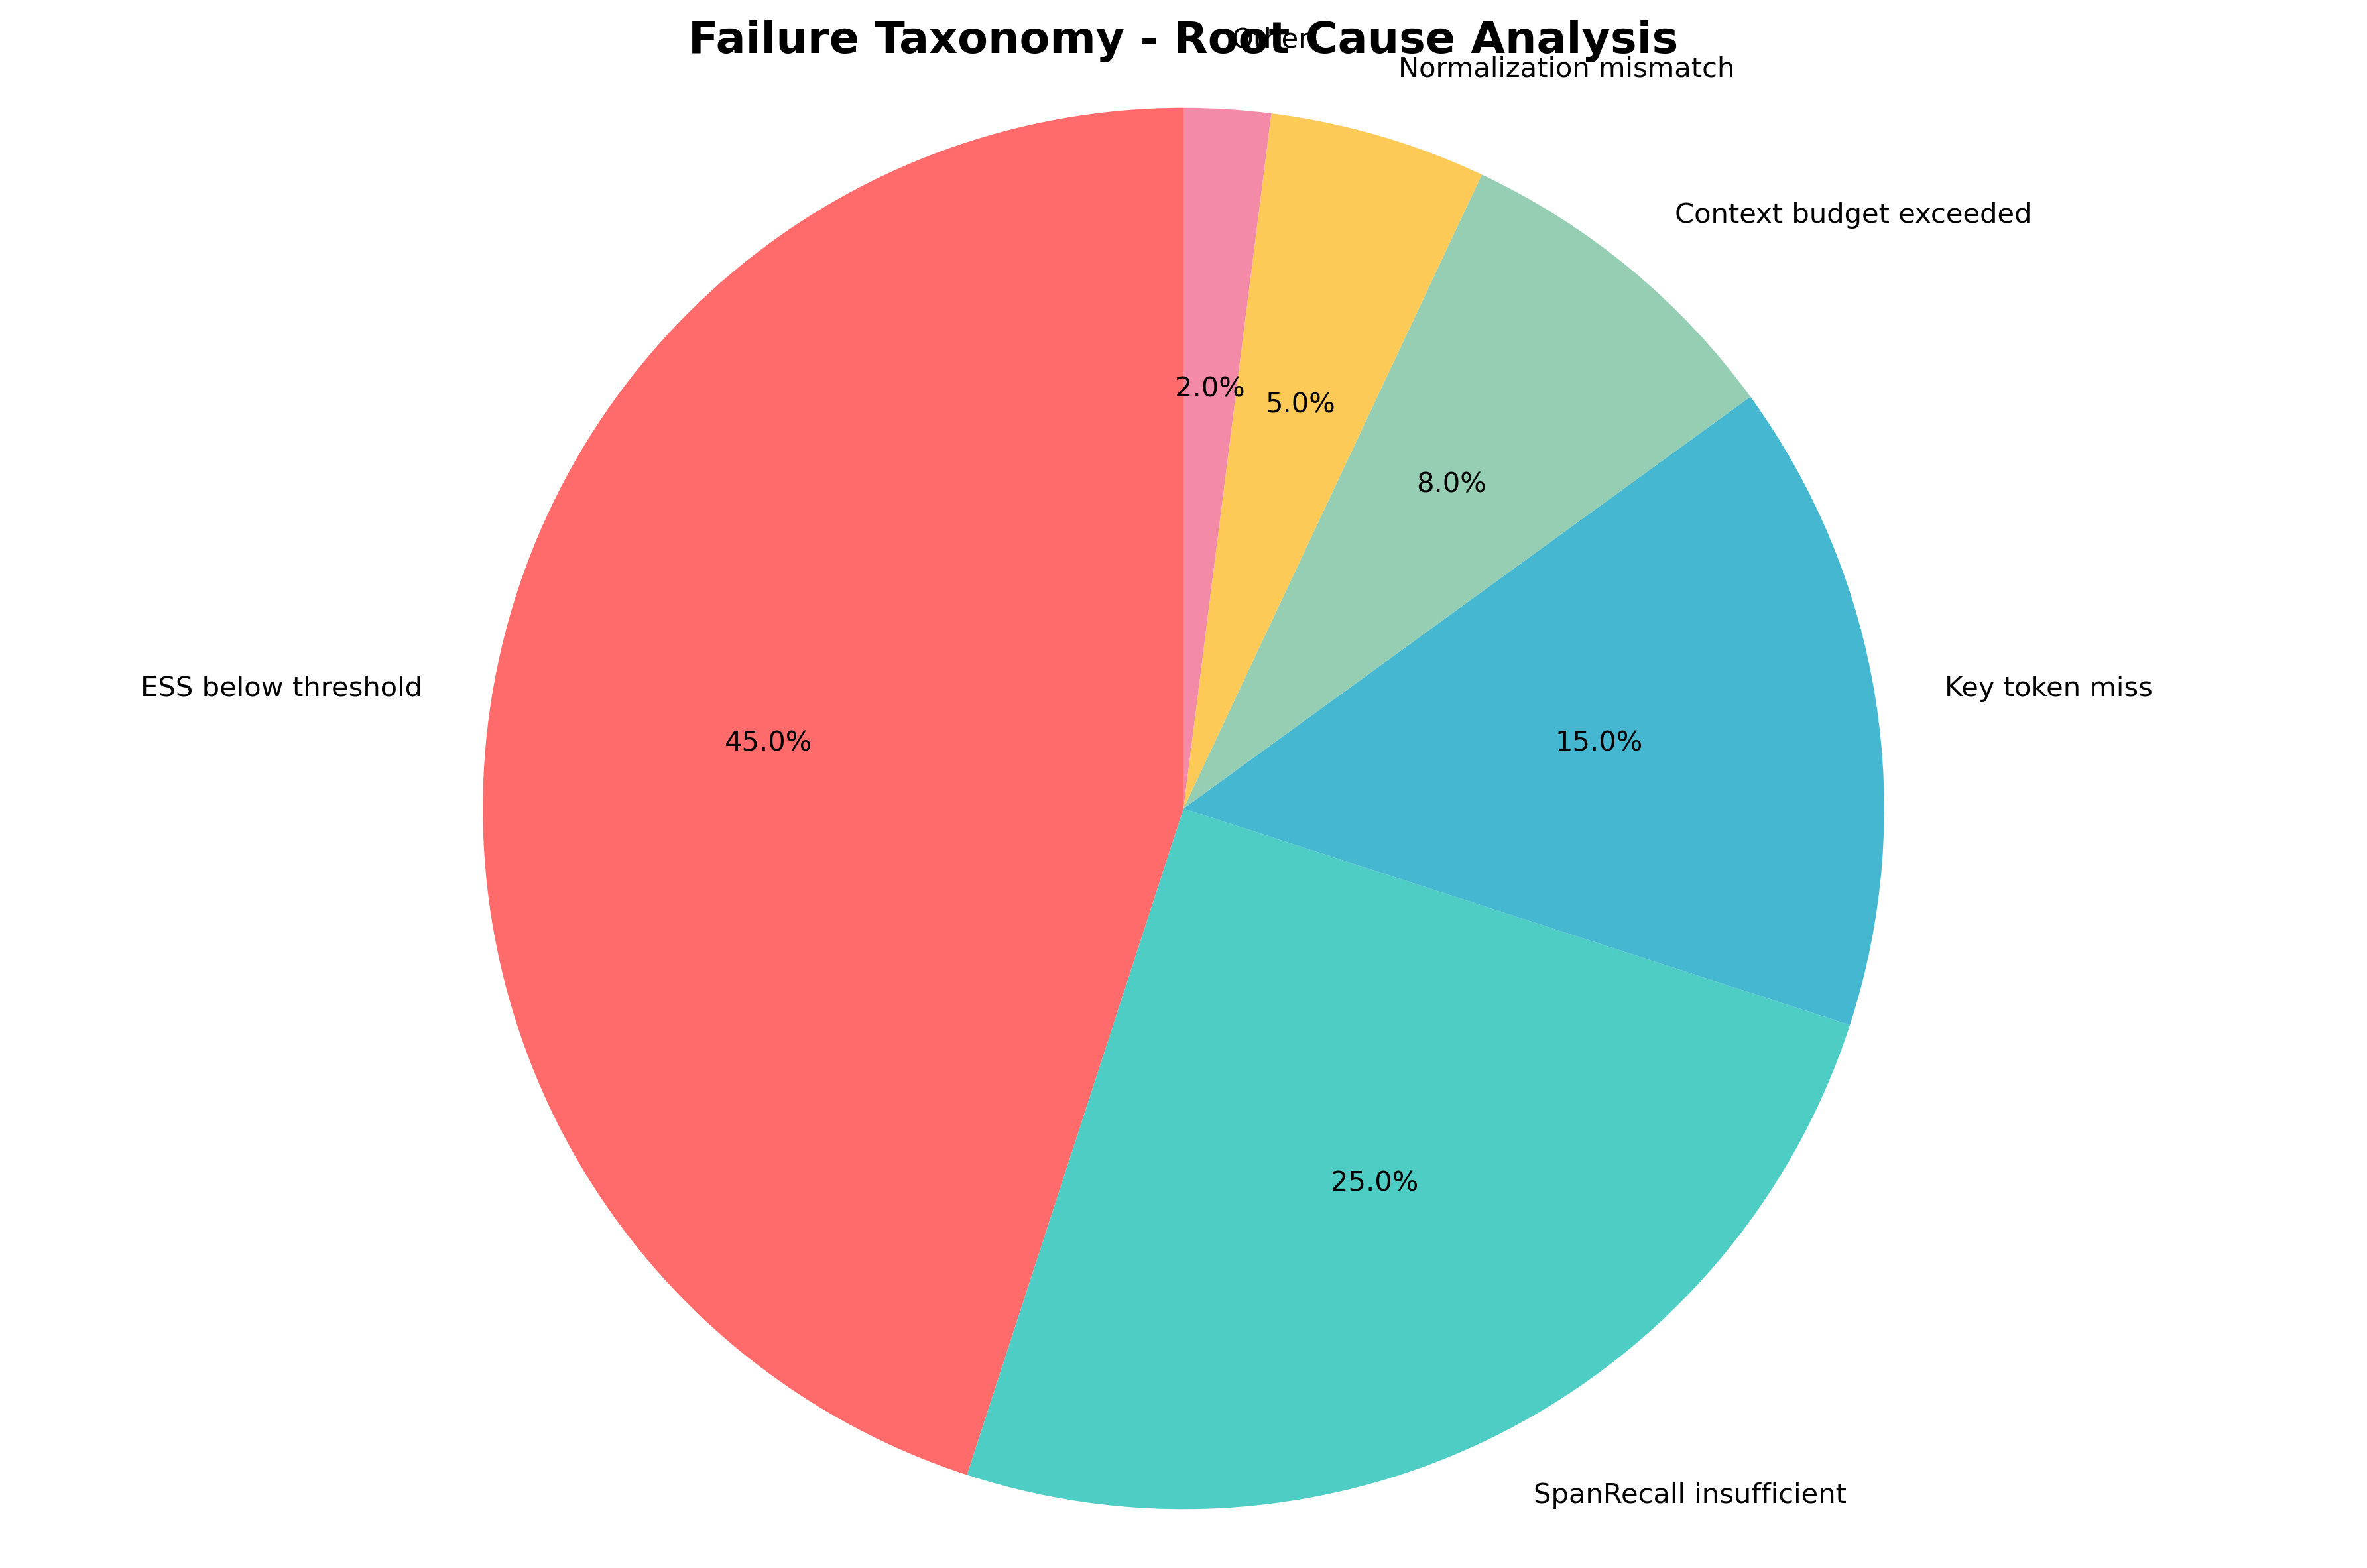 Failure Taxonomy - Root Cause Analysis
Other
Normalization mismatch
Context budget exceeded
2.0%
5.0%
8.0%
ESS below threshold
Key token miss
45.0%
15.0%
25.0%
SpanRecall insufficient